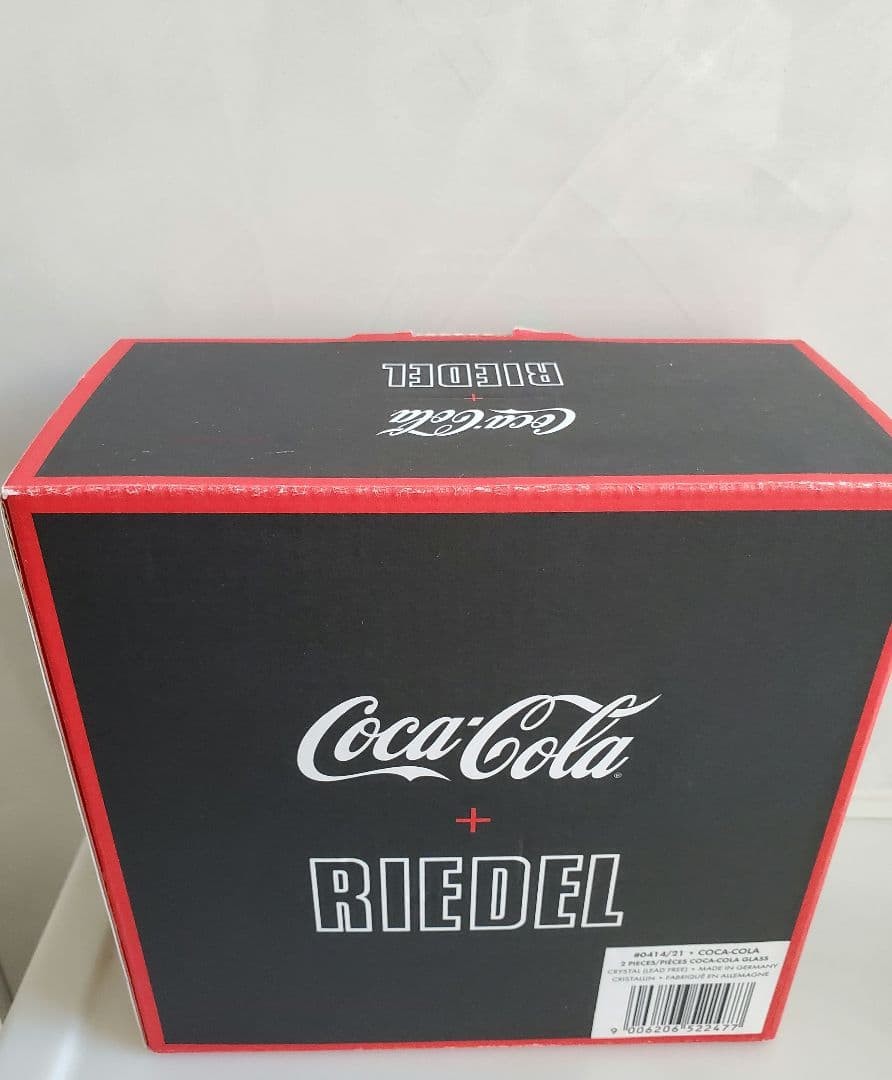 RIEDEL
+
Coca-Cola
Coca-Cola
+
RIEDEL
#0414/21 • COCA-COLA
2 PIECES/PIÈCES COCA-COLA GLASS
CRYSTAL (LEAD FREE) • MADE IN GERMANY
CRISTALLIN • FABRIQUÉ EN ALLEMAGNE
9 006206 522477